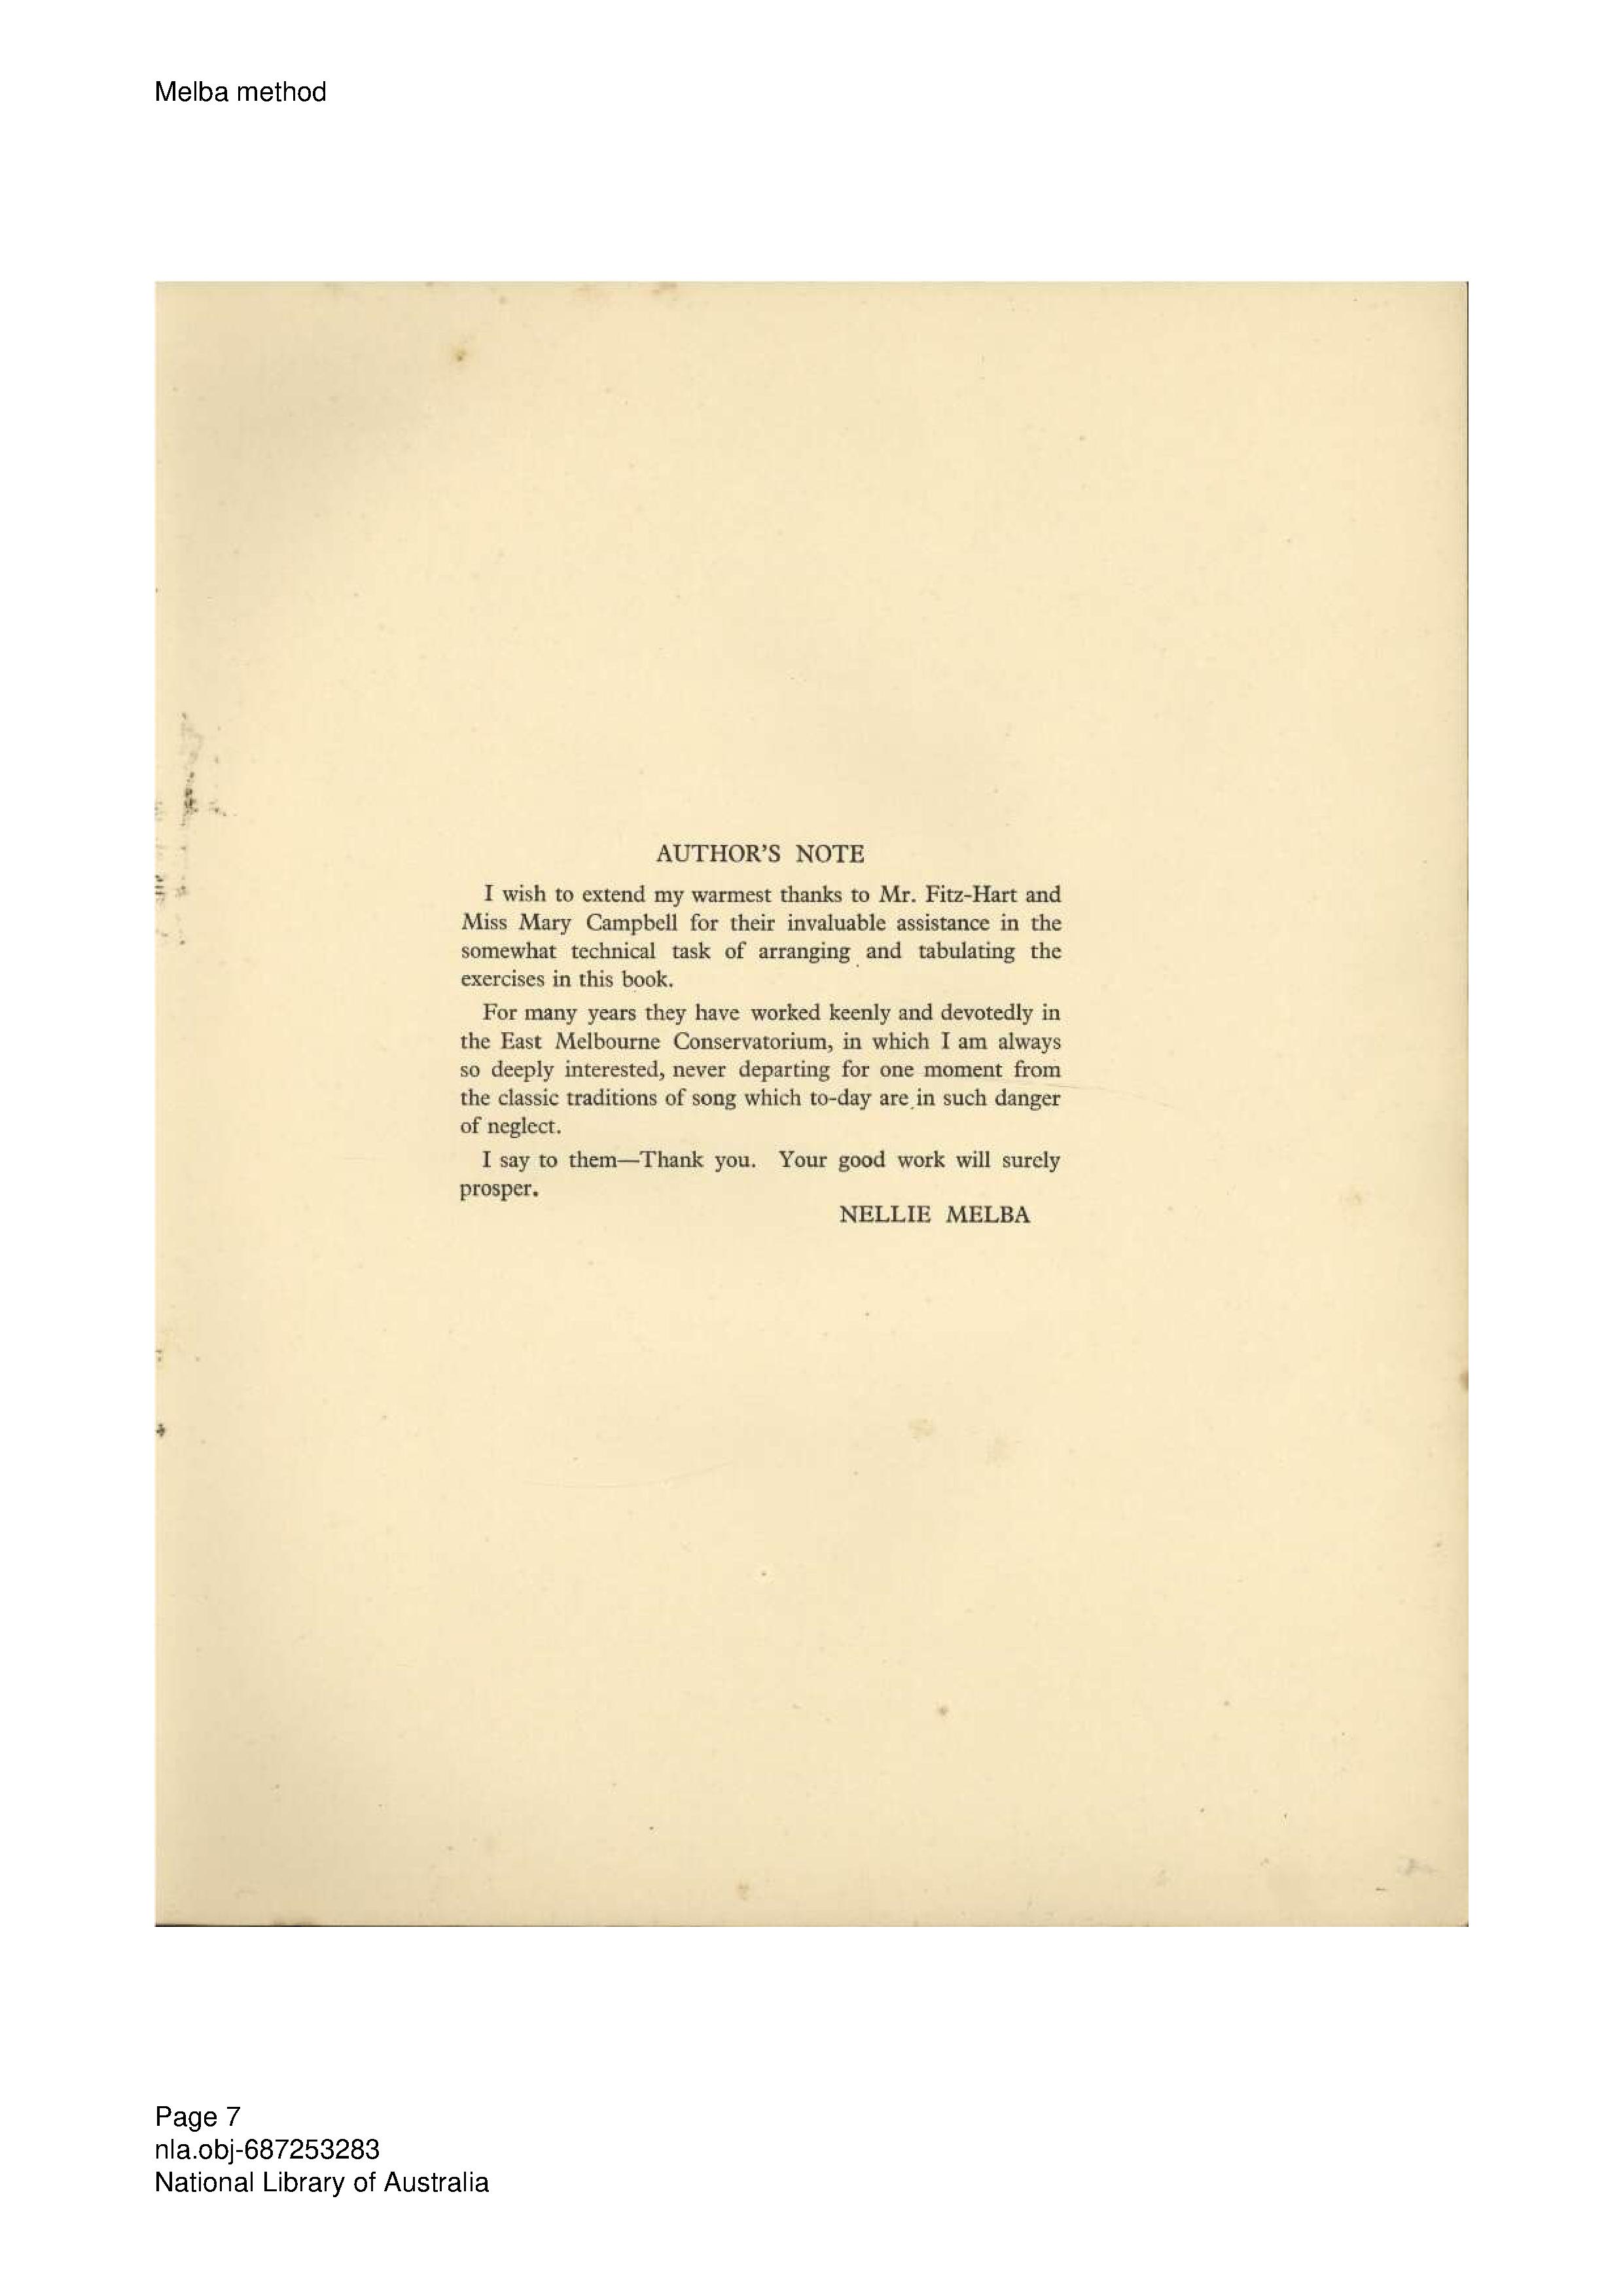 Melba method
AUTHOR'S NOTE
I wish to extend my warmest thanks to Mr. Fitz-Hart and
Miss Mary Campbell for their invaluable assistance in the
somewhat technical task of arranging and tabulating the
exercises in this book.
For many years they have worked keenly and devotedly in
the East Melbourne Conservatorium, in which I am always
so deeply interested, never departing for one moment from
the classic traditions of song which to-day are in such danger
of neglect.
I say to them—Thank you. Your good work will surely
prosper.
NELLIE MELBA
Page 7
nla.obj-687253283
National Library of Australia